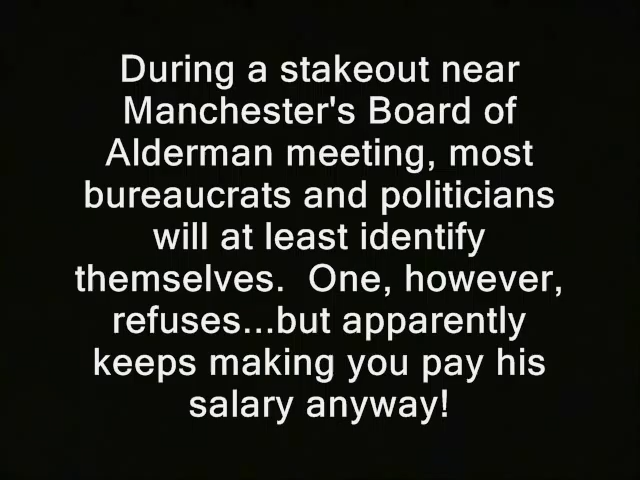 During a stakeout near
Manchester's Board of
Alderman meeting, most
bureaucrats and politicians
will at least identify
themselves.  One, however,
refuses...but apparently
keeps making you pay his
salary anyway!